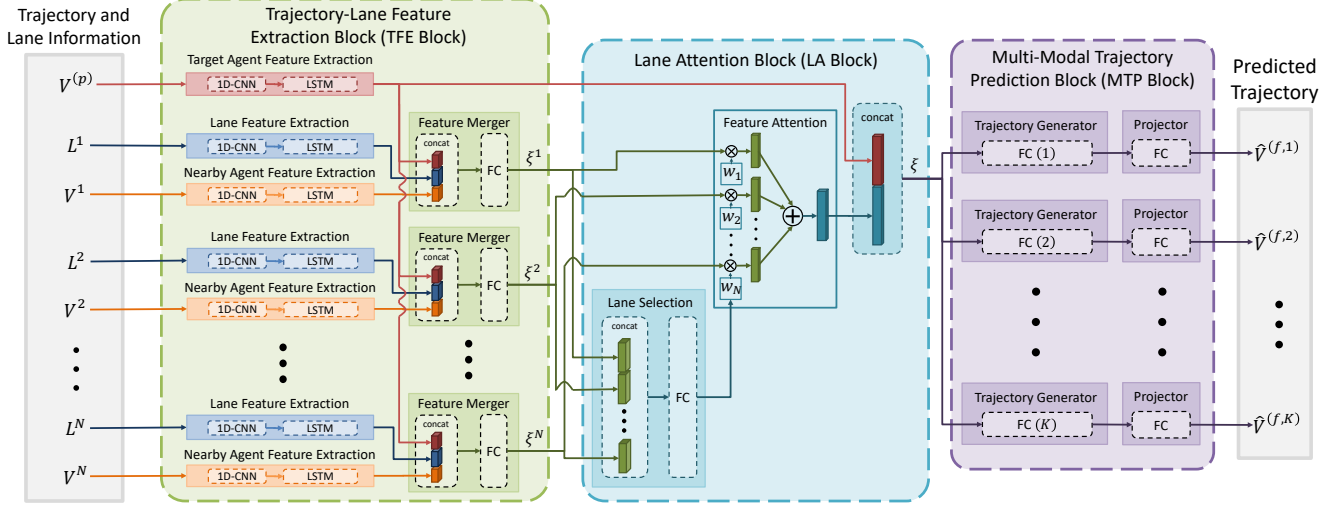 Trajectory and
Lane Information
V^(p)
L^1
V^1
L^2
V^2
L^N
V^N
Trajectory-Lane Feature
Extraction Block (TFE Block)
Target Agent Feature Extraction
1D-CNN LSTM
Lane Feature Extraction
1D-CNN LSTM
Nearby Agent Feature Extraction
1D-CNN LSTM
Feature Merger
concat
FC
ξ^1
Lane Feature Extraction
1D-CNN LSTM
Nearby Agent Feature Extraction
1D-CNN LSTM
Feature Merger
concat
FC
ξ^2
Lane Feature Extraction
1D-CNN LSTM
Nearby Agent Feature Extraction
1D-CNN LSTM
Feature Merger
concat
FC
ξ^N
Lane Attention Block (LA Block)
Feature Attention
w_1
w_2
w_N
concat
Lane Selection
concat
FC
ξ
Multi-Modal Trajectory
Prediction Block (MTP Block)
Trajectory Generator Projector
FC (1) FC
Trajectory Generator Projector
FC (2) FC
Trajectory Generator Projector
FC (K) FC
Predicted
Trajectory
V̂^(f,1)
V̂^(f,2)
V̂^(f,K)